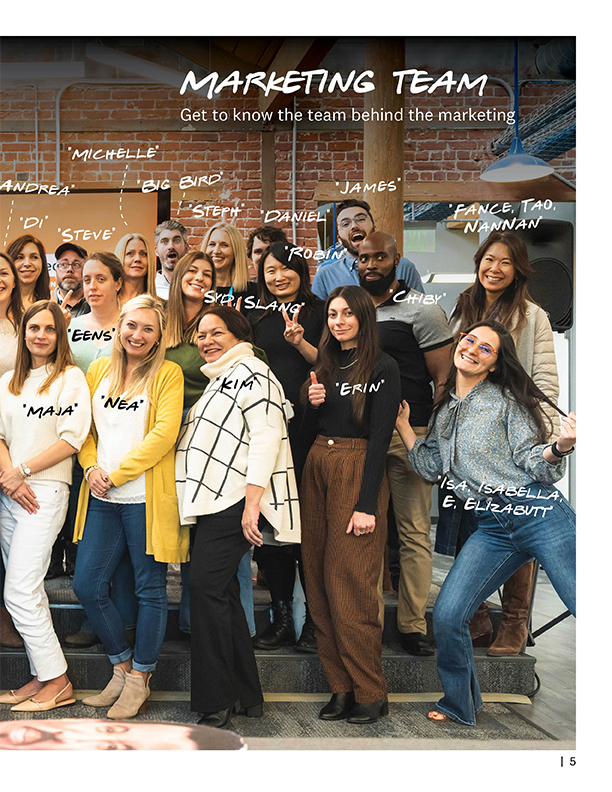 MARKETING TEAM
Get to know the team behind the marketing
"MICHELLE"
ANDREA"
"BIG BIRD"
"JAMES"
"DI"
"STEVE"
"STEPH"
"DANIEL"
"FANCE, TAO,
NANNAN"
"ROBIN"
SYD, SLANG"
"CHIBY"
"EENS"
"MAJA"
"NEA"
"KIM"
"ERIN"
"ISA, ISABELLA,
E. ELIZABUTT"
| 5